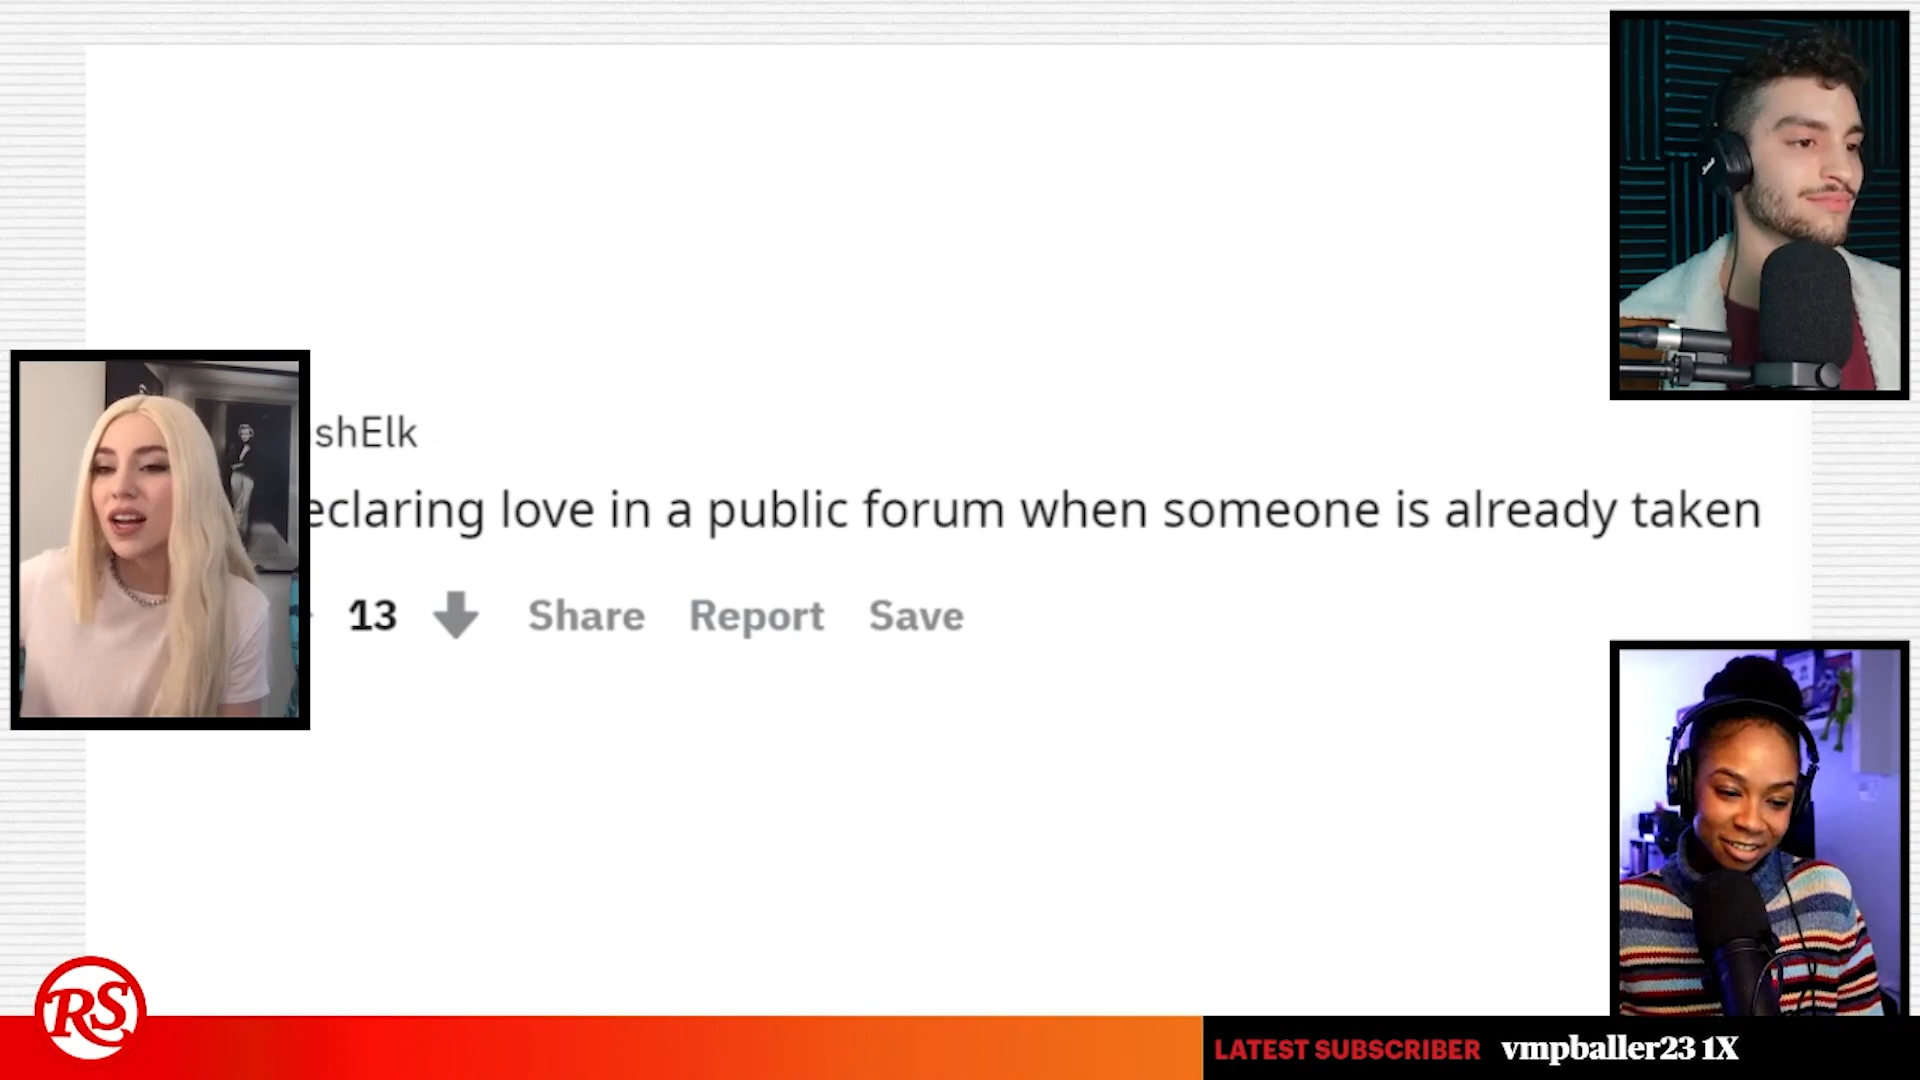 shElk
eclaring love in a public forum when someone is already taken
13 Share Report Save
RS
LATEST SUBSCRIBER vmpballer23 1X